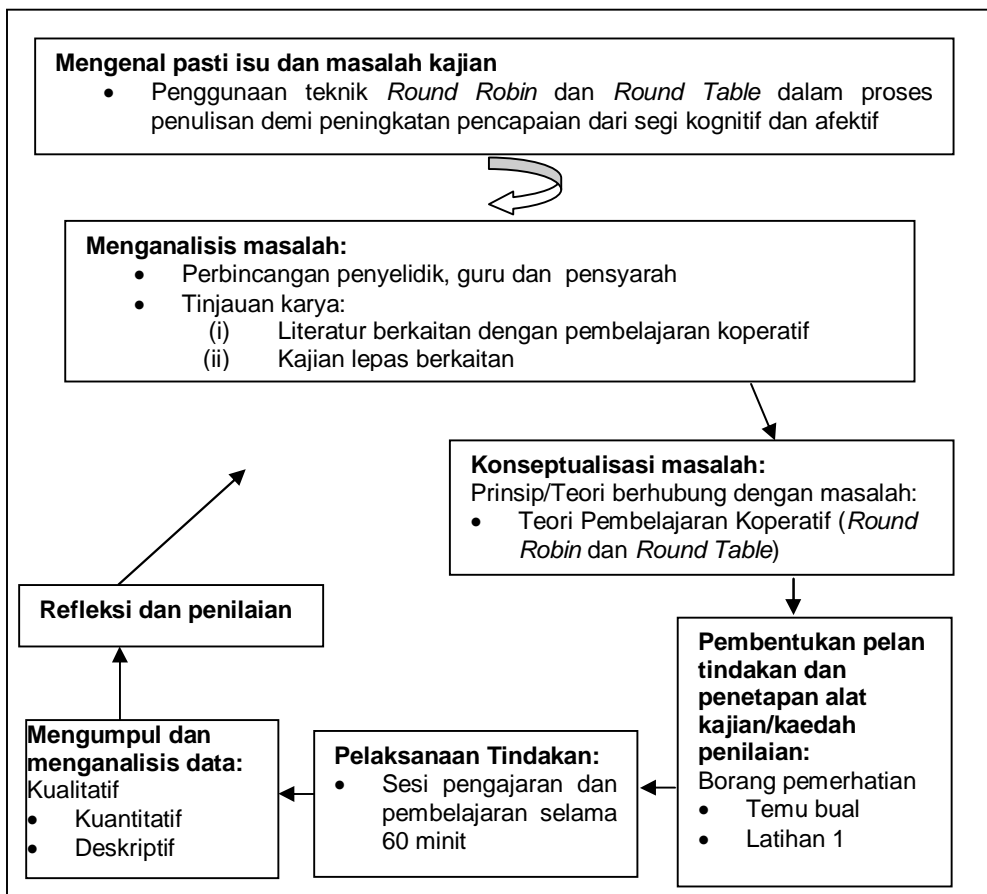 Mengenal pasti isu dan masalah kajian
• Penggunaan teknik Round Robin dan Round Table dalam proses
penulisan demi peningkatan pencapaian dari segi kognitif dan afektif
Menganalisis masalah:
• Perbincangan penyelidik, guru dan pensyarah
• Tinjauan karya:
(i) Literatur berkaitan dengan pembelajaran koperatif
(ii) Kajian lepas berkaitan
Konseptualisasi masalah:
Prinsip/Teori berhubung dengan masalah:
• Teori Pembelajaran Koperatif (Round
Robin dan Round Table)
Pembentukan pelan
tindakan dan
penetapan alat
kajian/kaedah
penilaian:
Borang pemerhatian
• Temu bual
• Latihan 1
Pelaksanaan Tindakan:
• Sesi pengajaran dan
pembelajaran selama
60 minit
Mengumpul dan
menganalisis data:
Kualitatif
• Kuantitatif
• Deskriptif
Refleksi dan penilaian